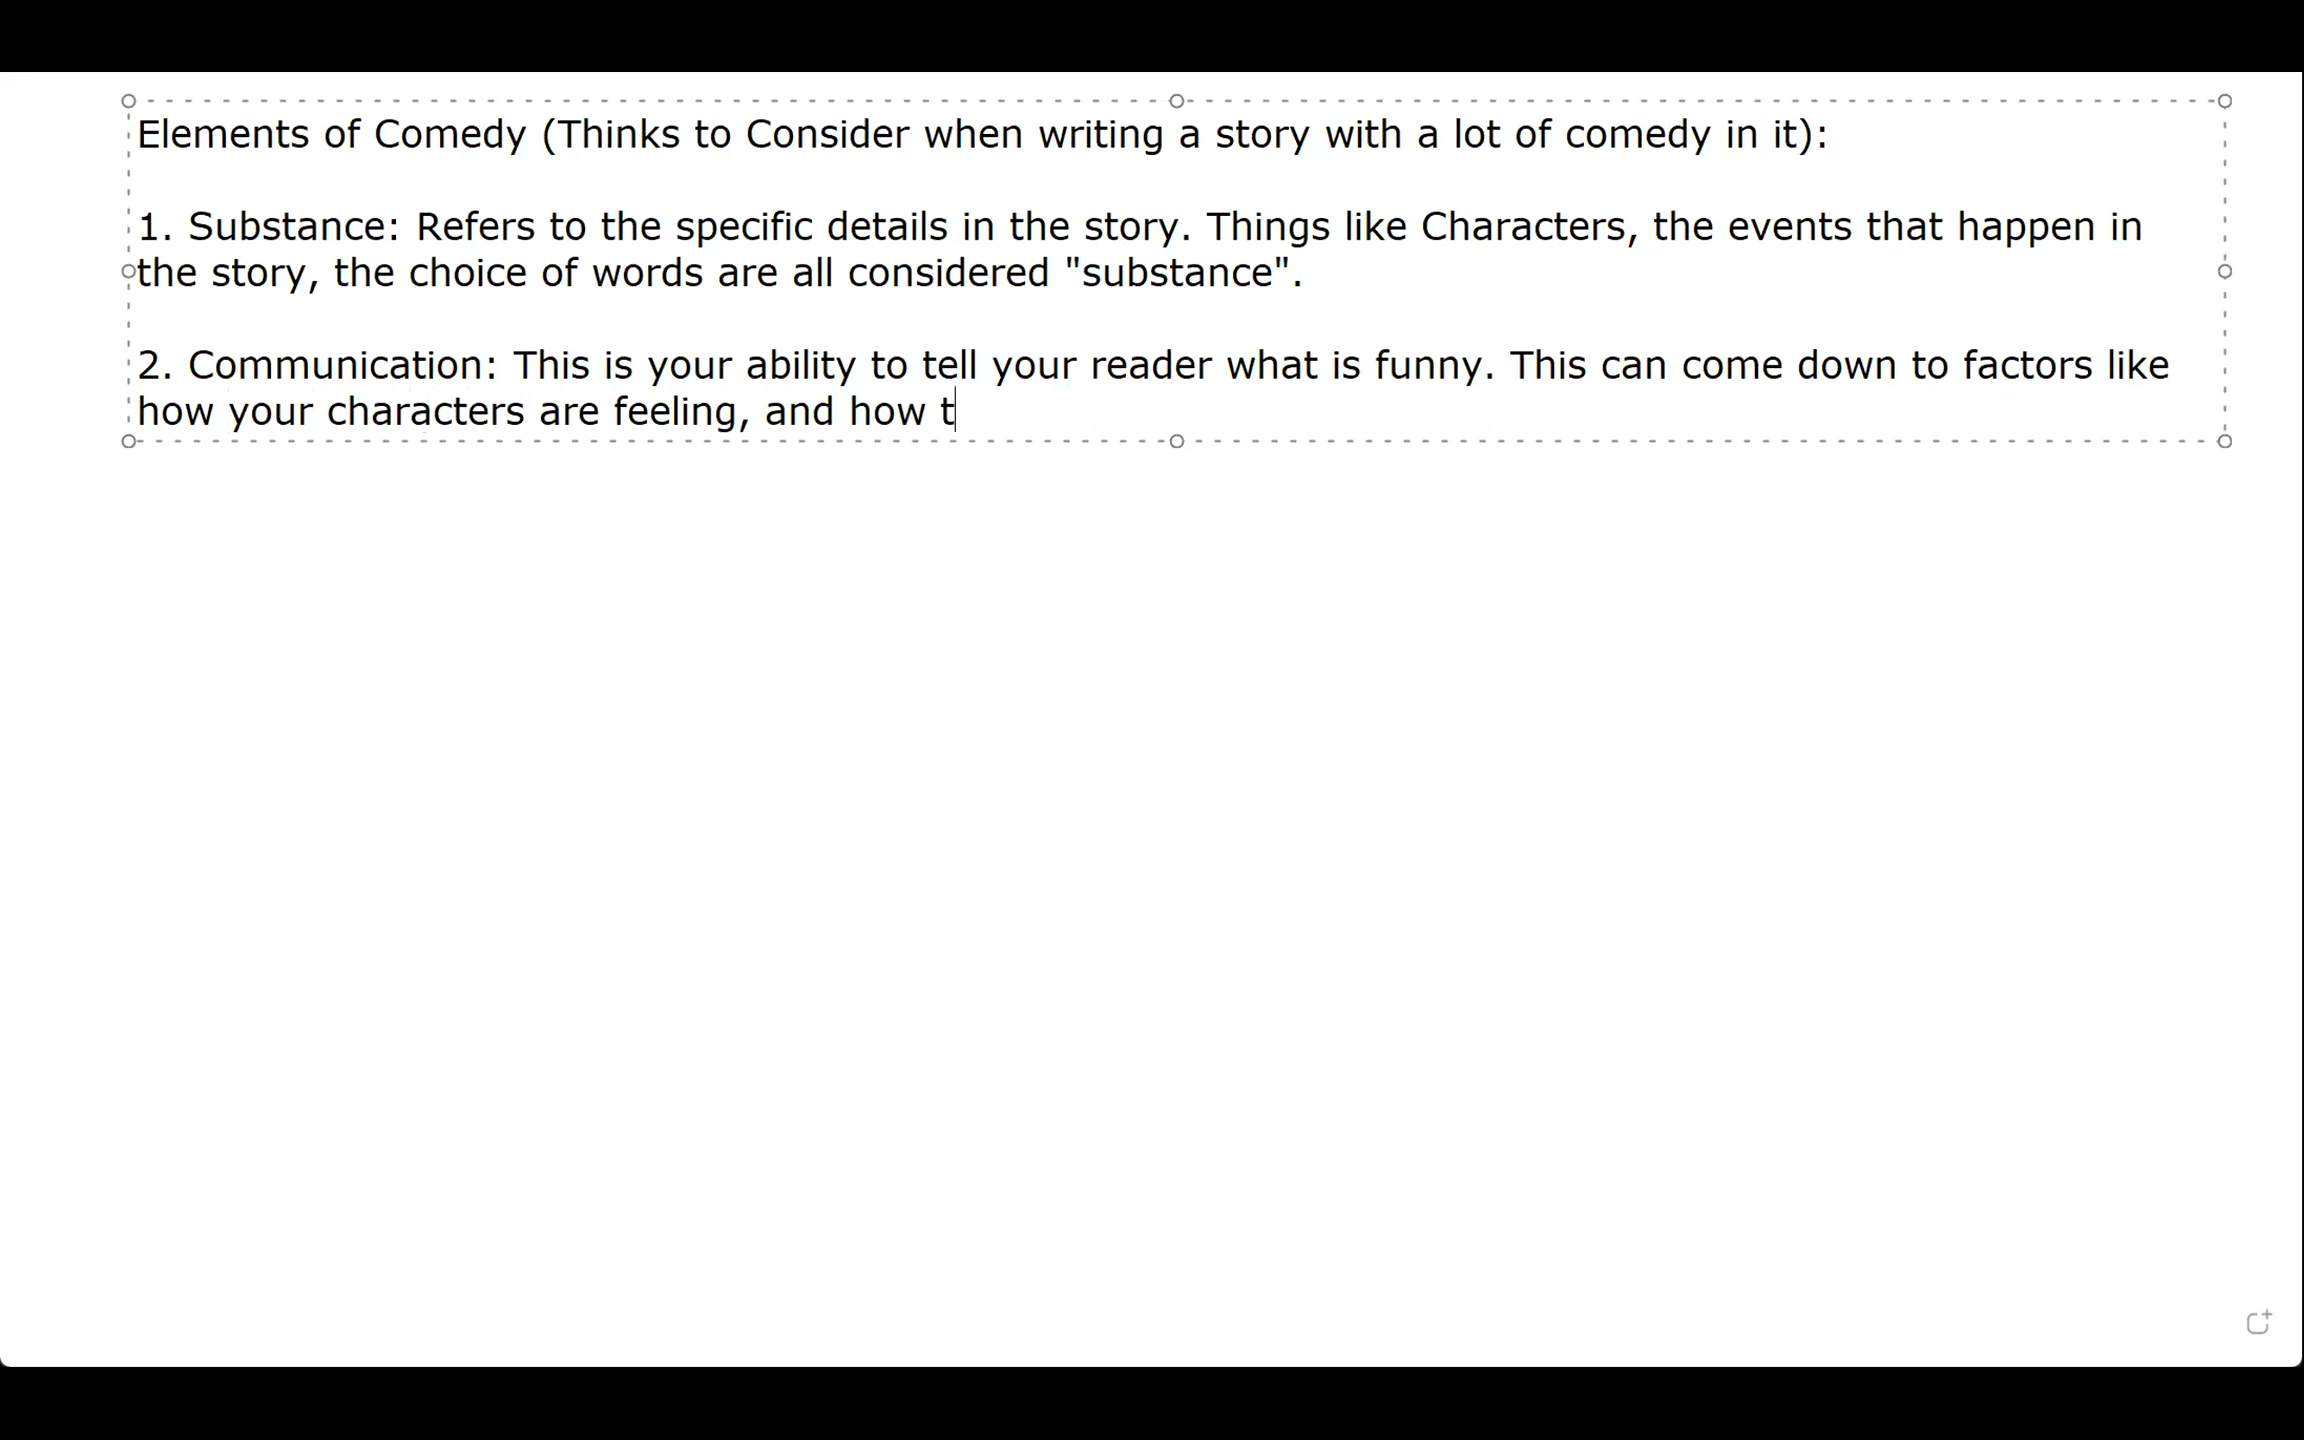 Elements of Comedy (Thinks to Consider when writing a story with a lot of comedy in it):
1. Substance: Refers to the specific details in the story. Things like Characters, the events that happen in
the story, the choice of words are all considered "substance".
2. Communication: This is your ability to tell your reader what is funny. This can come down to factors like
how your characters are feeling, and how t